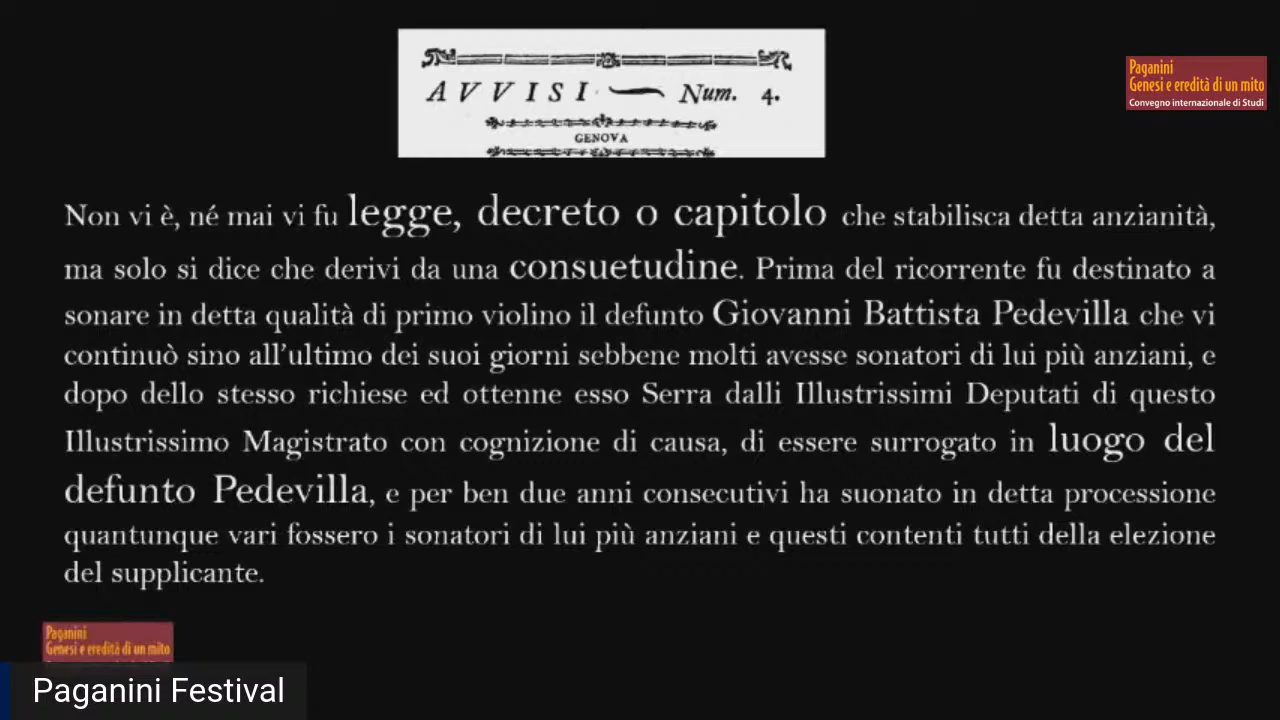 AVVISI Num. 4.
GENOVA
Paganini
Genesi e eredità di un mito
Convegno internazionale di Studi
Non vi è, né mai vi fu legge, decreto o capitolo che stabilisca detta anzianità,
ma solo si dice che derivi da una consuetudine. Prima del ricorrente fu destinato a
sonare in detta qualità di primo violino il defunto Giovanni Battista Pedevilla che vi
continuò sino all'ultimo dei suoi giorni sebbene molti avesse sonatori di lui più anziani, e
dopo dello stesso richiese ed ottenne esso Serra dalli Illustrissimi Deputati di questo
Illustrissimo Magistrato con cognizione di causa, di essere surrogato in luogo del
defunto Pedevilla, e per ben due anni consecutivi ha suonato in detta processione
quantunque vari fossero i sonatori di lui più anziani e questi contenti tutti della elezione
del supplicante.
Paganini
Genesi e eredità di un mito
Paganini Festival